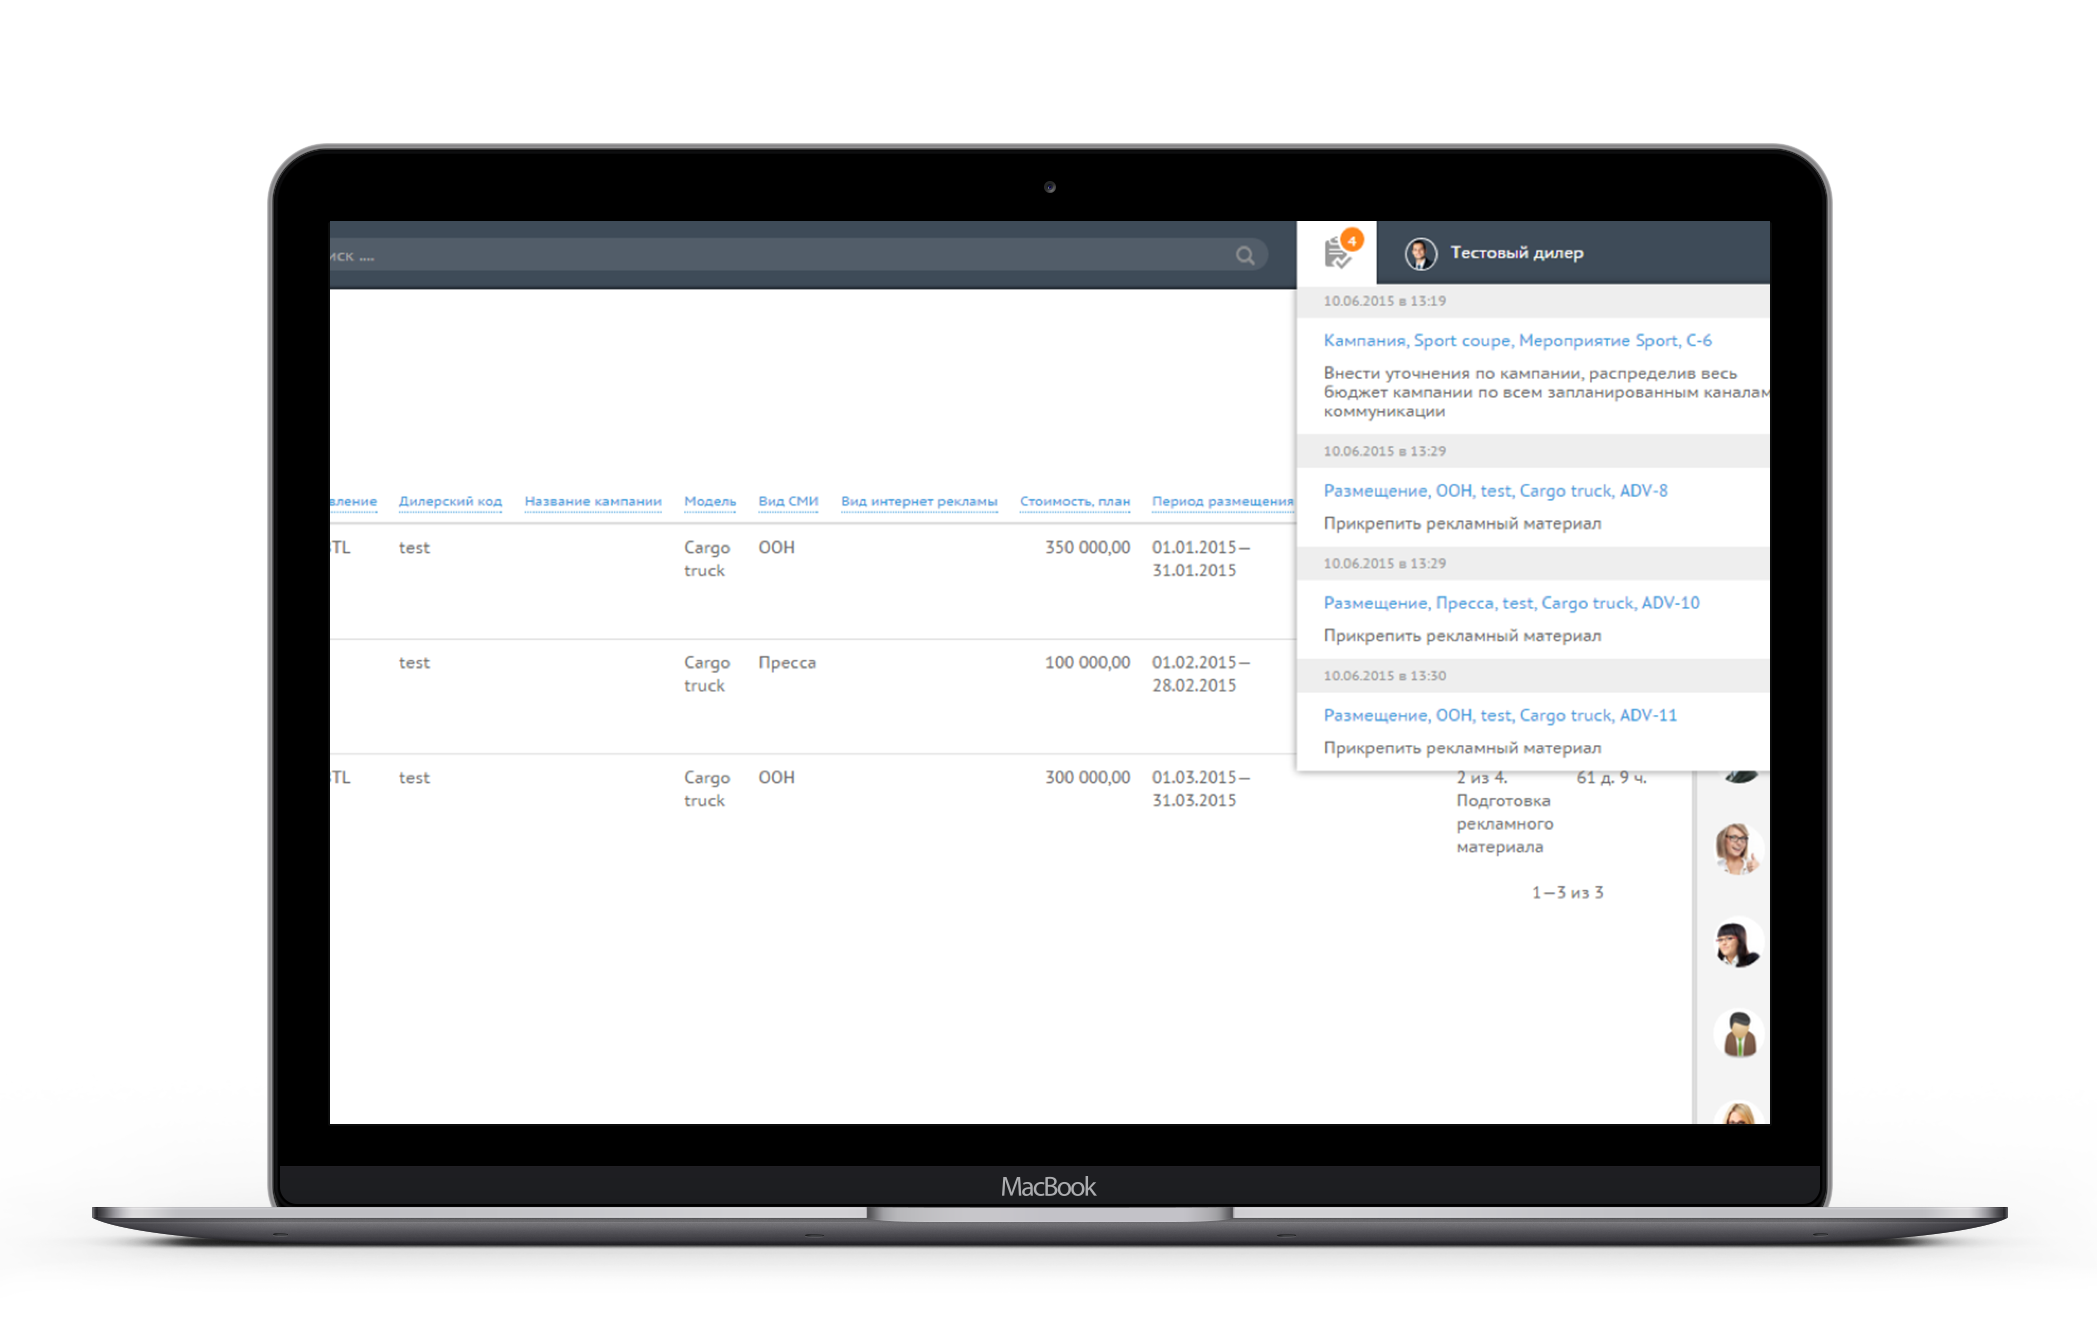 иск ....
4
Тестовый дилер
10.06.2015 в 13:19
Кампания, Sport coupe, Мероприятие Sport, C-6
Внести уточнения по кампании, распределив весь
бюджет кампании по всем запланированным каналам
коммуникации
10.06.2015 в 13:29
Размещение, OOH, test, Cargo truck, ADV-8
Прикрепить рекламный материал
10.06.2015 в 13:29
Размещение, Пресса, test, Cargo truck, ADV-10
Прикрепить рекламный материал
10.06.2015 в 13:30
Размещение, OOH, test, Cargo truck, ADV-11
Прикрепить рекламный материал
вление Дилерский код Название кампании Модель Вид СМИ Вид интернет рекламы Стоимость, план Период размещения
TL test Cargo truck OOH 350 000,00 01.01.2015—
31.01.2015
test Cargo truck Пресса 100 000,00 01.02.2015—
28.02.2015
TL test Cargo truck OOH 300 000,00 01.03.2015—
31.03.2015
2 из 4. 61 д. 9 ч.
Подготовка
рекламного
материала
1—3 из 3
MacBook